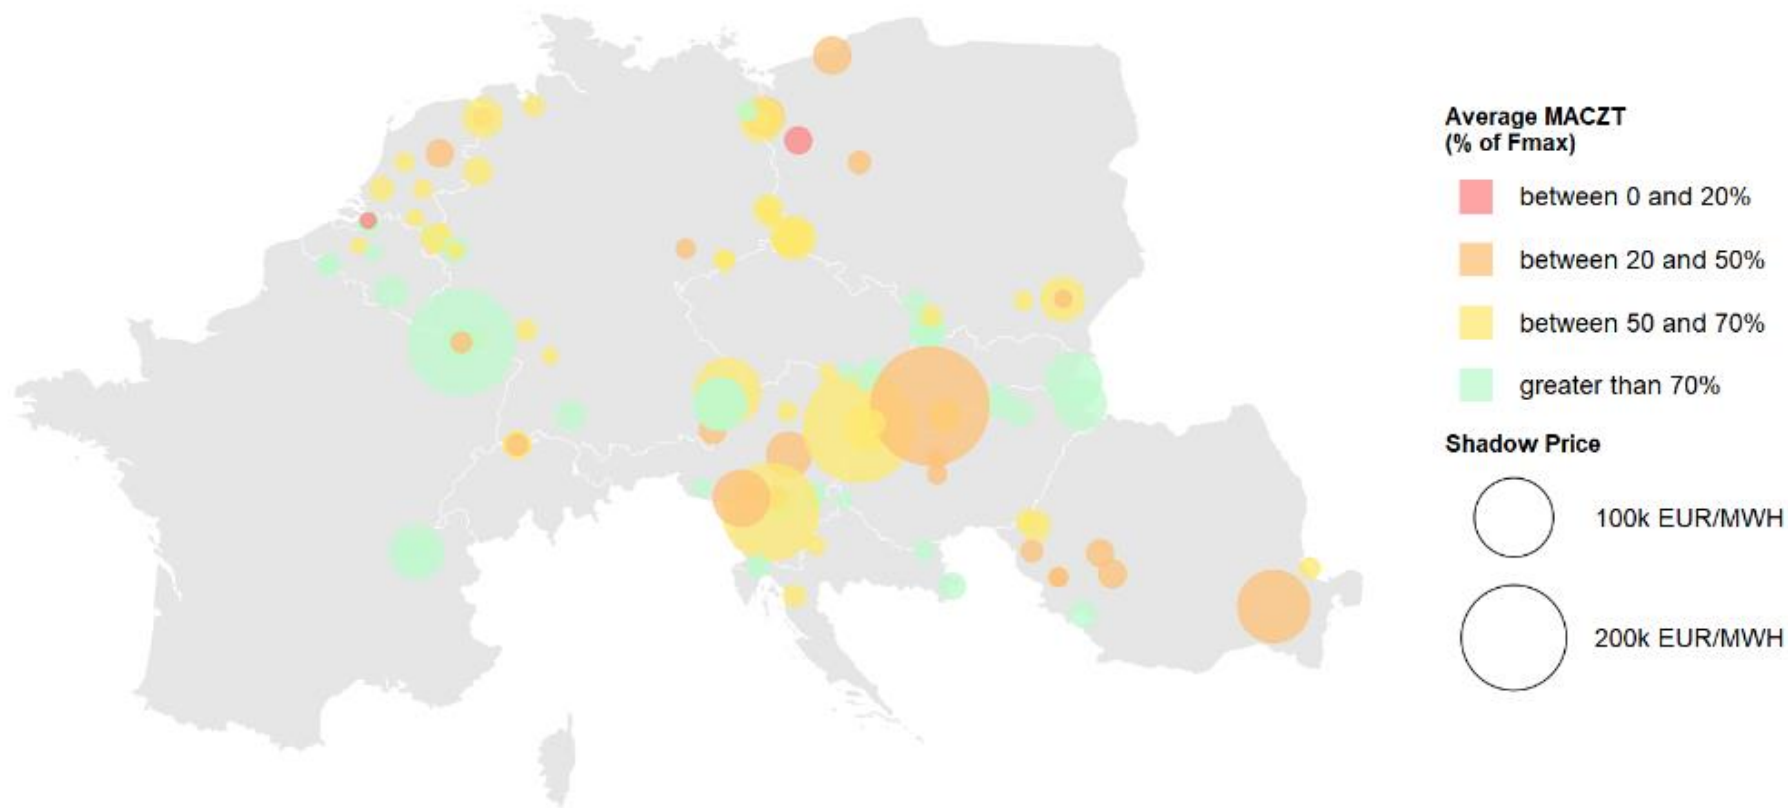 Average MACZT
(% of Fmax)
between 0 and 20%
between 20 and 50%
between 50 and 70%
greater than 70%
Shadow Price
100k EUR/MWH
200k EUR/MWH